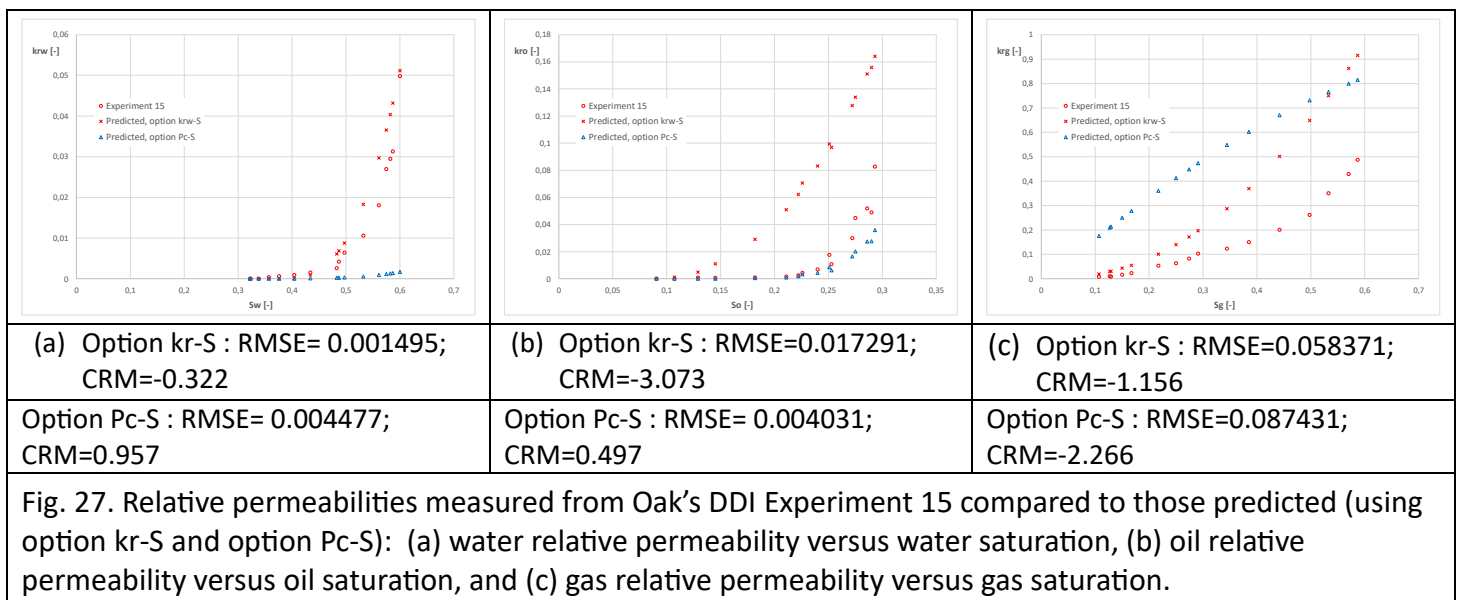 krw [-]
0,06
0,05
0,04
0,03
0,02
0,01
0
0
0,1
0,2
0,3
0,4
0,5
0,6
0,7
Sw [-]
Experiment 15
Predicted, option krw-S
Predicted, option Pc-S
kro [-]
0,18
0,16
0,14
0,12
0,1
0,08
0,06
0,04
0,02
0
0
0,05
0,1
0,15
0,2
0,25
0,3
0,35
So [-]
Experiment 15
Predicted, option krw-S
Predicted, option Pc-S
krg [-]
1
0,9
0,8
0,7
0,6
0,5
0,4
0,3
0,2
0,1
0
0
0,1
0,2
0,3
0,4
0,5
0,6
0,7
Sg [-]
Experiment 15
Predicted, option krw-S
Predicted, option Pc-S
(a) Option kr-S : RMSE= 0.001495;
CRM=-0.322
(b) Option kr-S : RMSE=0.017291;
CRM=-3.073
(c) Option kr-S : RMSE=0.058371;
CRM=-1.156
Option Pc-S : RMSE= 0.004477;
CRM=0.957
Option Pc-S : RMSE= 0.004031;
CRM=0.497
Option Pc-S : RMSE=0.087431;
CRM=-2.266
Fig. 27. Relative permeabilities measured from Oak’s DDI Experiment 15 compared to those predicted (using
option kr-S and option Pc-S): (a) water relative permeability versus water saturation, (b) oil relative
permeability versus oil saturation, and (c) gas relative permeability versus gas saturation.